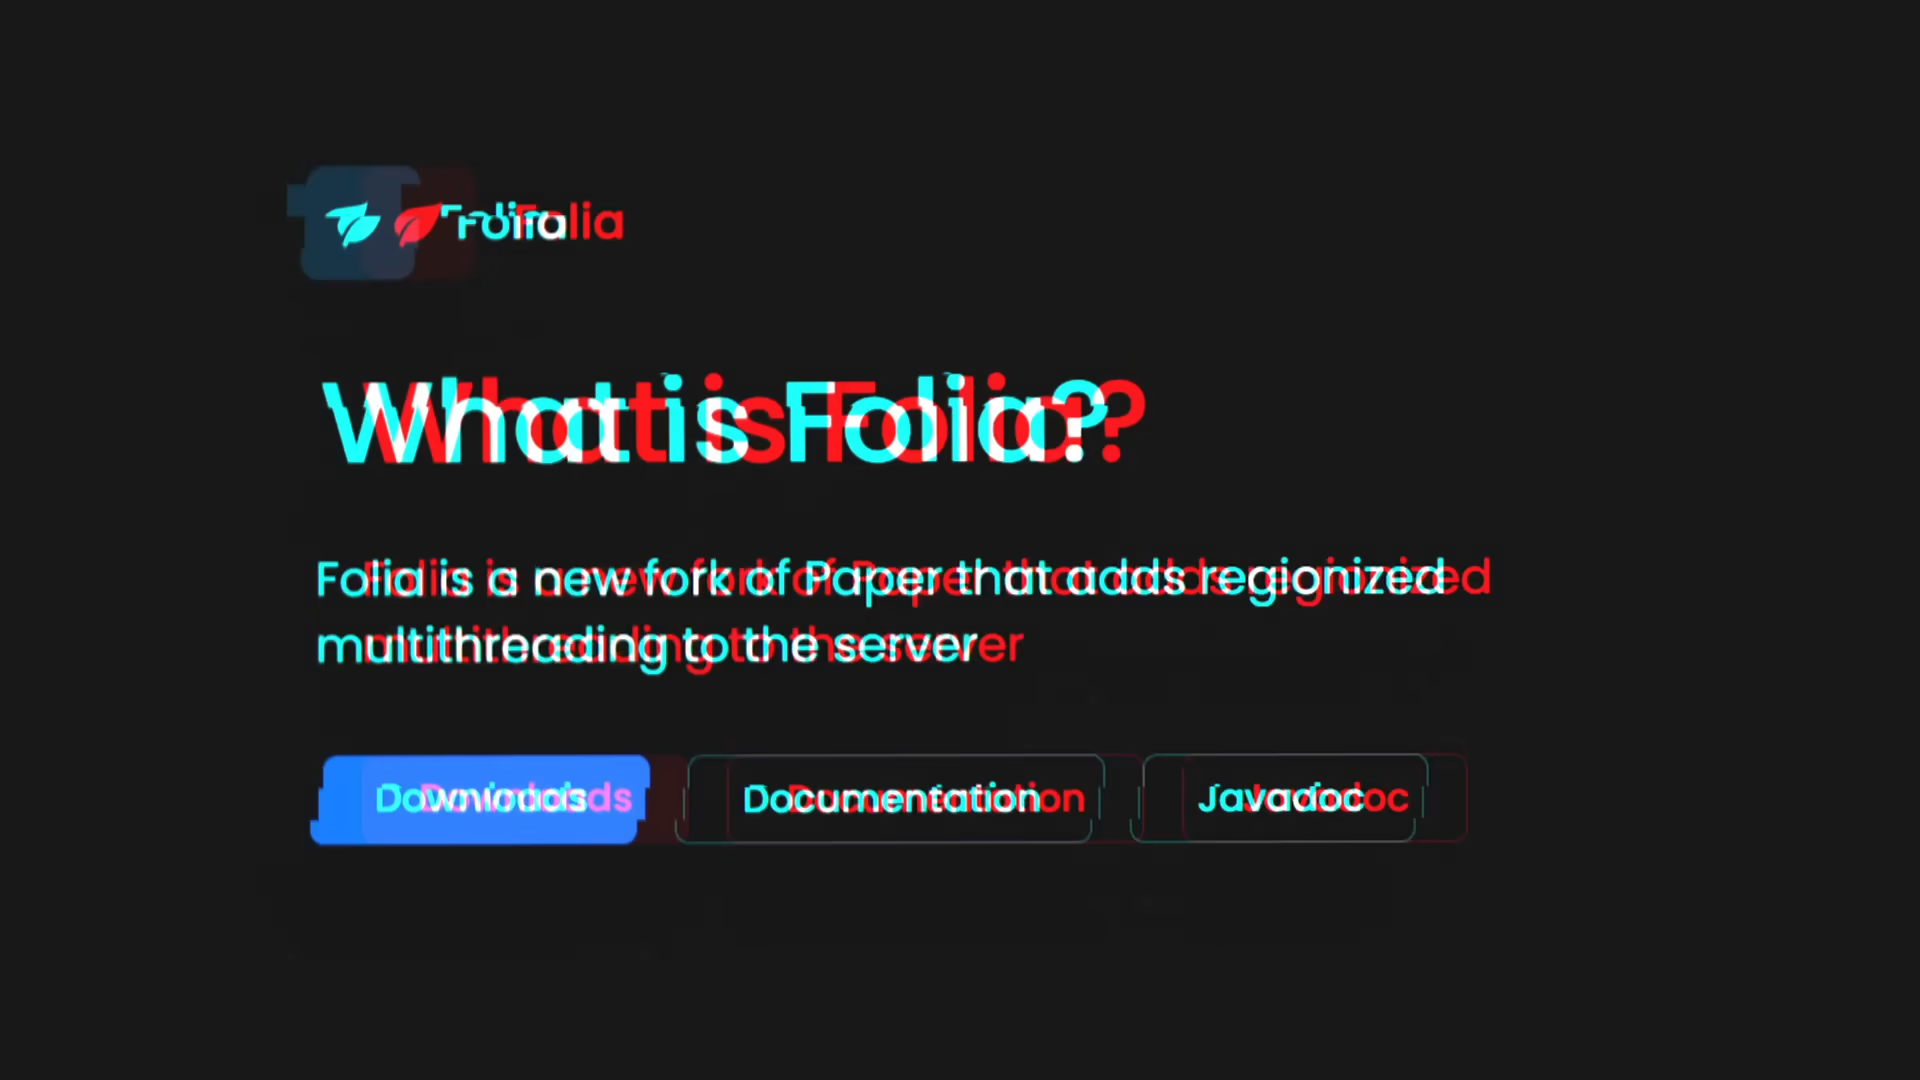 Folia
What is Folia?
Folia is a new fork of Paper that adds regionized
multithreading to the server
Downloads
Documentation
Javadoc